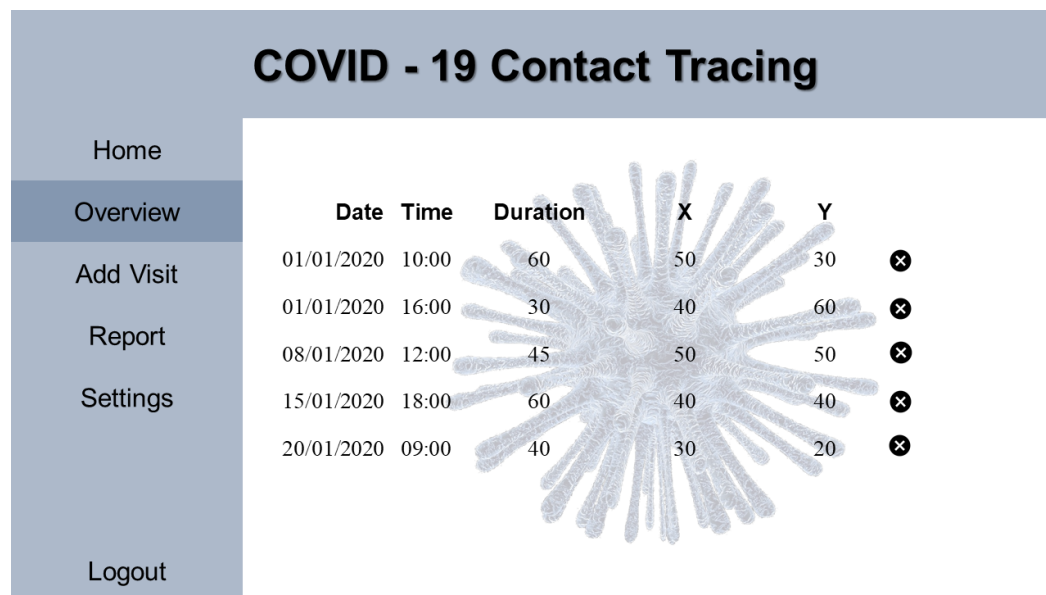 COVID - 19 Contact Tracing
Home
Overview
Add Visit
Report
Settings
Logout
Date Time Duration X Y
01/01/2020 10:00 60 50 30
01/01/2020 16:00 30 40 60
08/01/2020 12:00 45 50 50
15/01/2020 18:00 60 40 40
20/01/2020 09:00 40 30 20